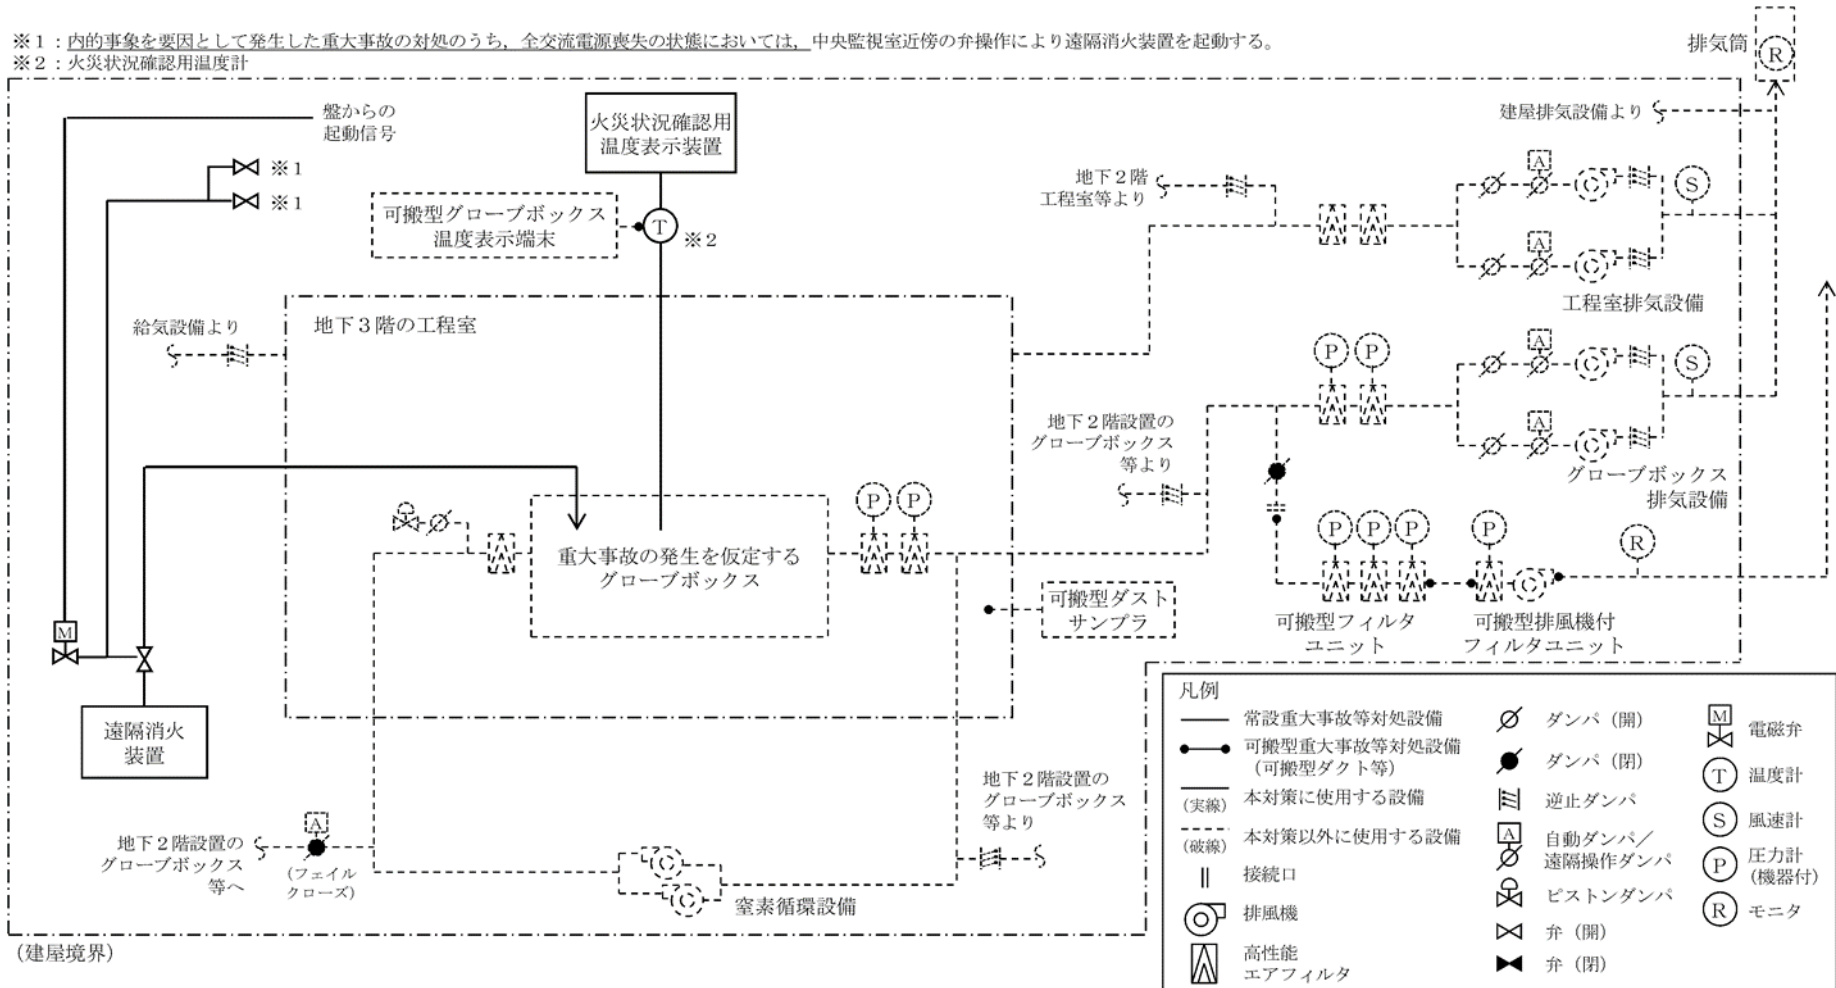 ※１：内的事象を要因として発生した重大事故の対処のうち，全交流電源喪失の状態においては，中央監視室近傍の弁操作により遠隔消火装置を起動する。
※２：火災状況確認用温度計
排気筒
R
盤からの
起動信号
※１
※１
火災状況確認用
温度表示装置
可搬型グローブボックス
温度表示端末
T
※２
建屋排気設備より
地下２階
工程室等より
A
S
A
工程室排気設備
給気設備より
地下３階の工程室
P
P
A
S
A
地下２階設置の
グローブボックス
等より
グローブボックス
排気設備
P
P
重大事故の発生を仮定する
グローブボックス
P
P
P
P
R
可搬型ダスト
サンプラ
可搬型フィルタ
ユニット
可搬型排風機付
フィルタユニット
M
遠隔消火
装置
地下２階設置の
グローブボックス
等より
A
地下２階設置の
グローブボックス
等へ
（フェイル
クローズ）
窒素循環設備
（建屋境界）
凡例
常設重大事故等対処設備
可搬型重大事故等対処設備
（可搬型ダクト等）
（実線）
本対策に使用する設備
（破線）
本対策以外に使用する設備
接続口
排風機
高性能
エアフィルタ
ダンパ（開）
ダンパ（閉）
逆止ダンパ
A
自動ダンパ／
遠隔操作ダンパ
ピストンダンパ
弁（開）
弁（閉）
M
電磁弁
T
温度計
S
風速計
P
圧力計
（機器付）
R
モニタ